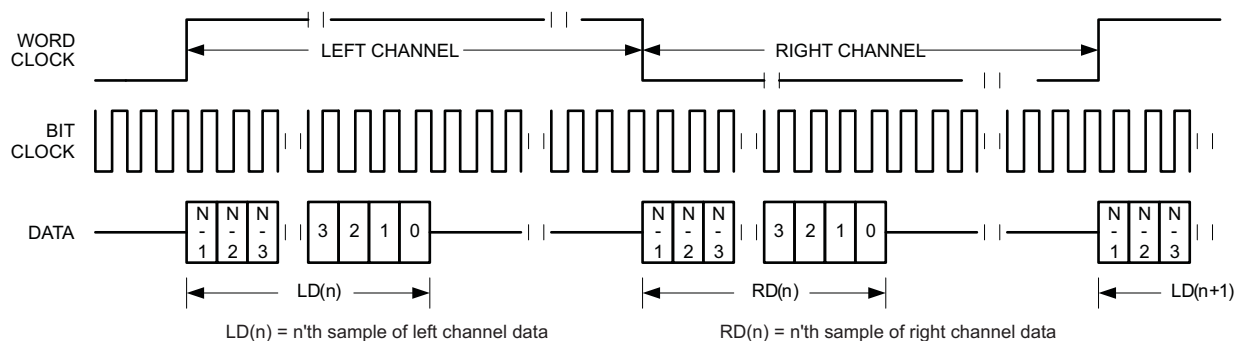 WORD
CLOCK
LEFT CHANNEL
RIGHT CHANNEL
BIT
CLOCK
DATA
N-1 N-2 N-3 3 2 1 0 N-1 N-2 N-3 3 2 1 0 N-1 N-2 N-3
LD(n) RD(n) LD(n+1)
LD(n) = n'th sample of left channel data
RD(n) = n'th sample of right channel data